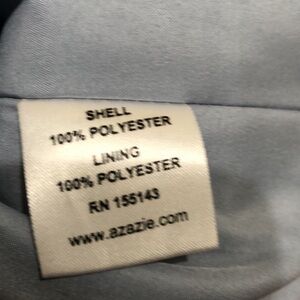 SHELL
100% POLYESTER
LINING
100% POLYESTER
RN 155143
www.azazie.com